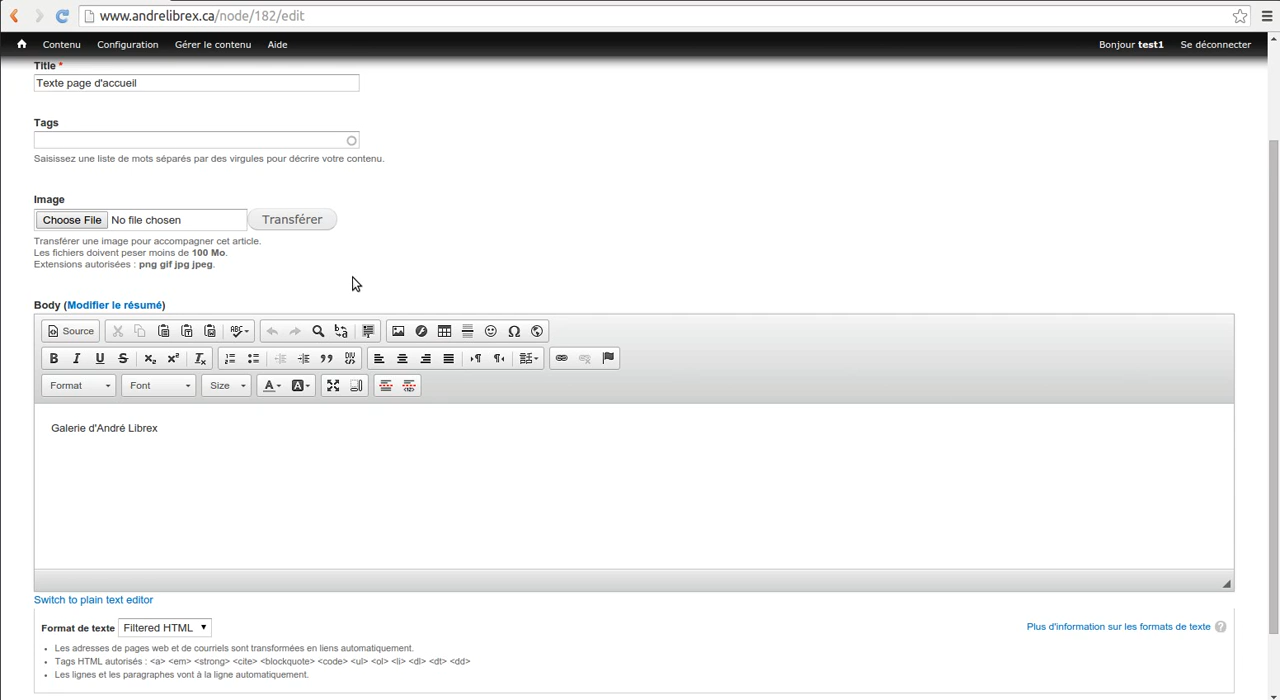 www.andrelibrex.ca/node/182/edit
Contenu Configuration Gérer le contenu Aide Bonjour test1 Se déconnecter
Title *
Texte page d'accueil
Tags
Saisissez une liste de mots séparés par des virgules pour décrire votre contenu.
Image
Choose File No file chosen Transférer
Transférer une image pour accompagner cet article.
Les fichiers doivent peser moins de 100 Mo.
Extensions autorisées : png gif jpg jpeg.
Body (Modifier le résumé)
Source
Format Font Size
Galerie d'André Librex
Switch to plain text editor
Format de texte Filtered HTML Plus d'information sur les formats de texte ?
Les adresses de pages web et de courriels sont transformées en liens automatiquement.
Tags HTML autorisés : <a> <em> <strong> <cite> <blockquote> <code> <ul> <ol> <li> <dl> <dt> <dd>
Les lignes et les paragraphes vont à la ligne automatiquement.